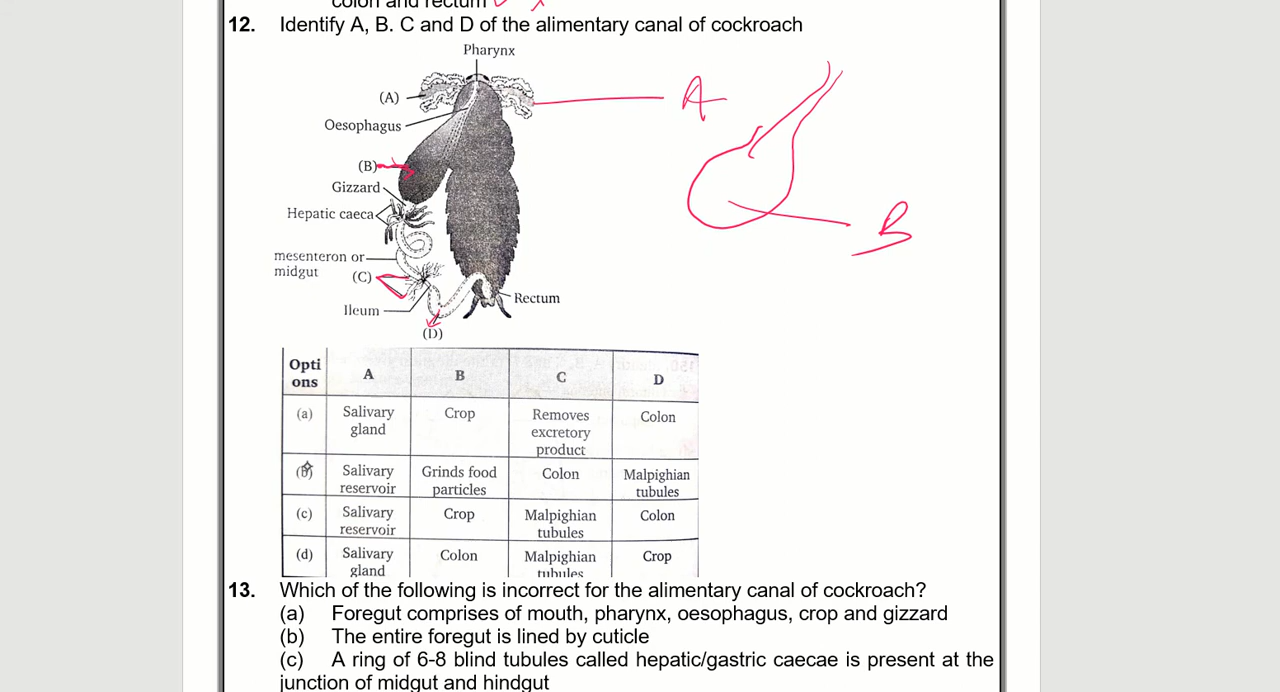 colon and rectum
12. Identify A, B. C and D of the alimentary canal of cockroach
Pharynx
(A)
A
Oesophagus
(B)
Gizzard
Hepatic caeca
B
mesenteron or
midgut
(C)
Rectum
Ileum
(D)
Opti
ons
A
B
C
D
(a)
Salivary
gland
Crop
Removes
excretory
product
Colon
(b)
Salivary
reservoir
Grinds food
particles
Colon
Malpighian
tubules
(c)
Salivary
reservoir
Crop
Malpighian
tubules
Colon
(d)
Salivary
gland
Colon
Malpighian
tubules
Crop
13. Which of the following is incorrect for the alimentary canal of cockroach?
(a) Foregut comprises of mouth, pharynx, oesophagus, crop and gizzard
(b) The entire foregut is lined by cuticle
(c) A ring of 6-8 blind tubules called hepatic/gastric caecae is present at the
junction of midgut and hindgut